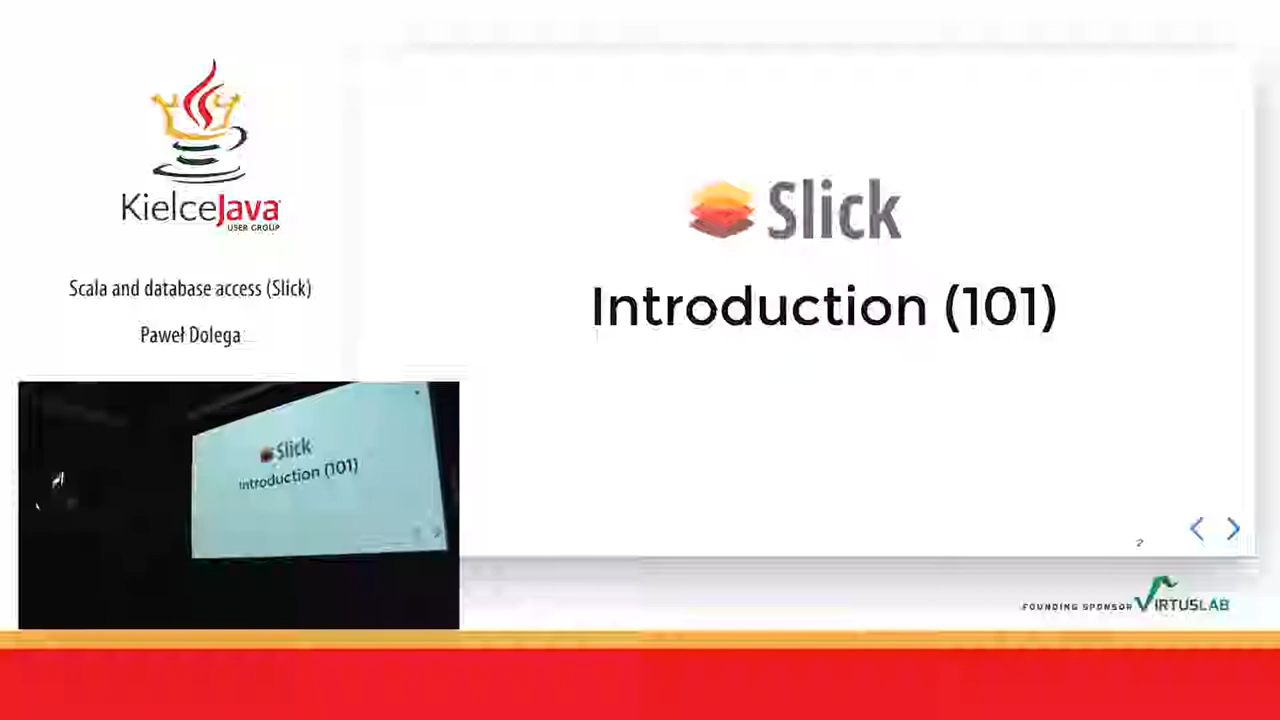 KielceJava
USER GROUP
Scala and database access (Slick)
Paweł Dolega
Slick
Introduction (101)
2
Slick
Introduction (101)
FOUNDING SPONSOR VIRTUSLAB